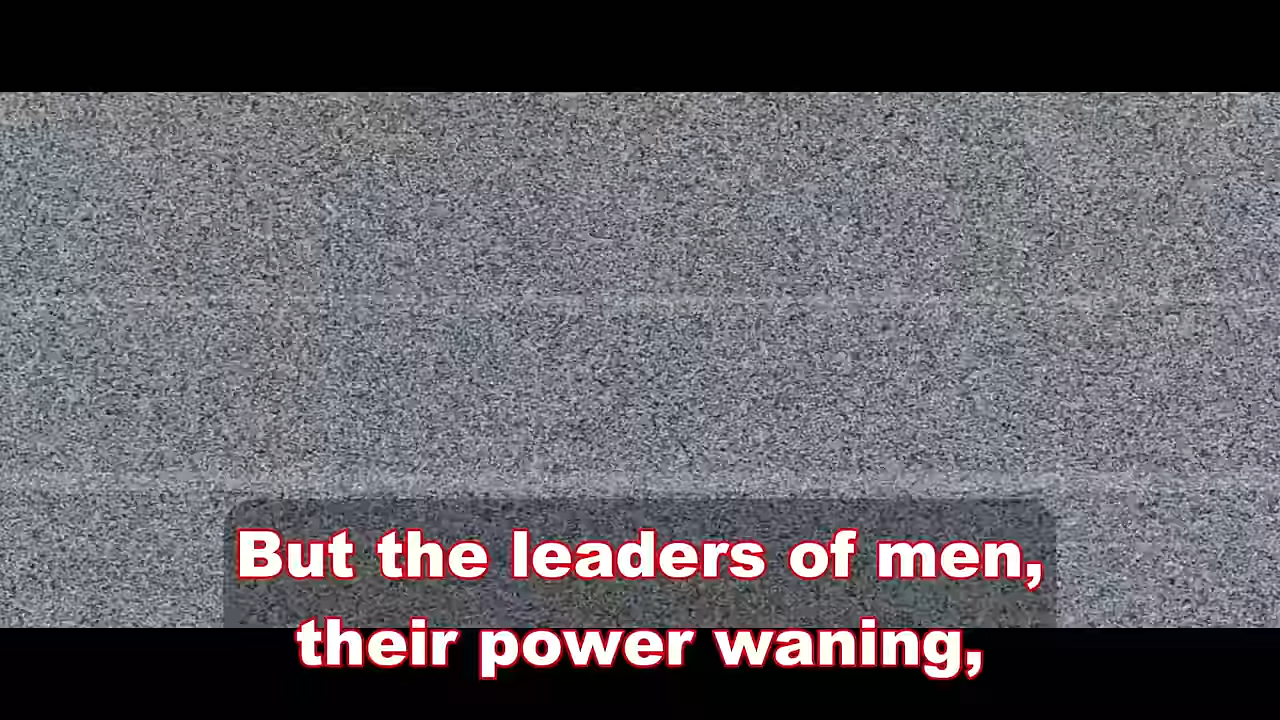 But the leaders of men,
their power waning,